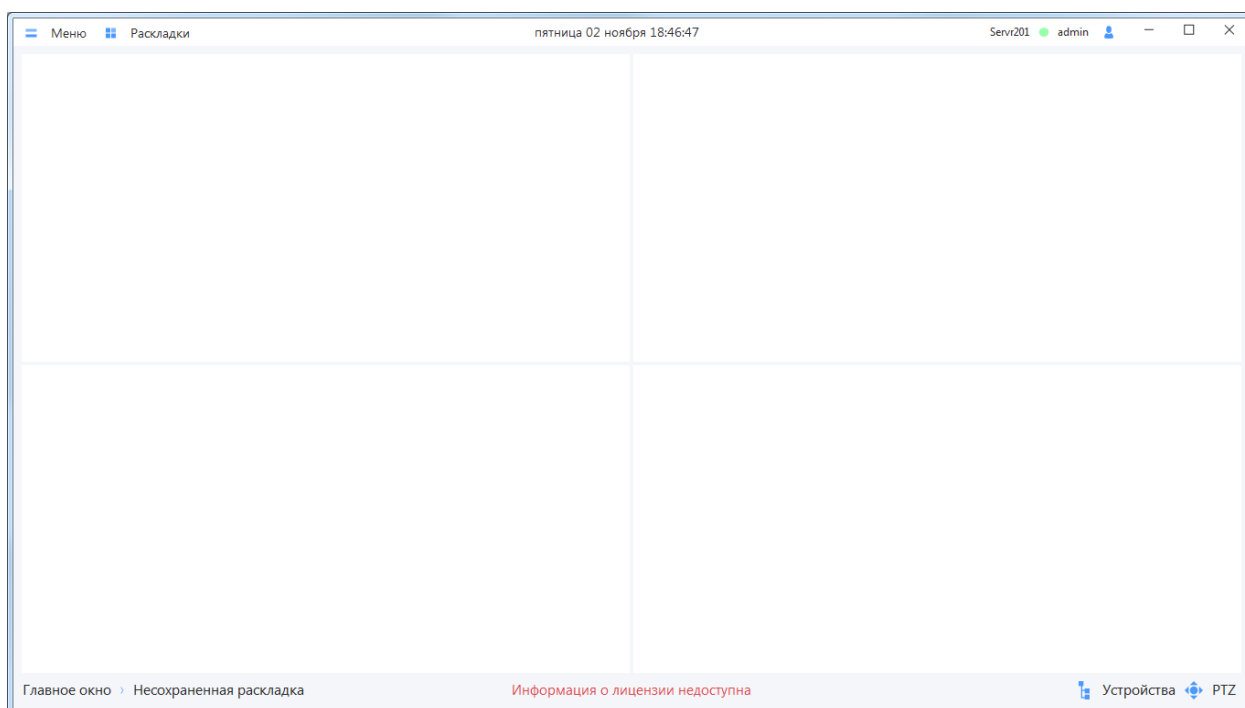 Меню Раскладки пятница 02 ноября 18:46:47 Servr201 admin
Главное окно › Несохраненная раскладка Информация о лицензии недоступна Устройства PTZ